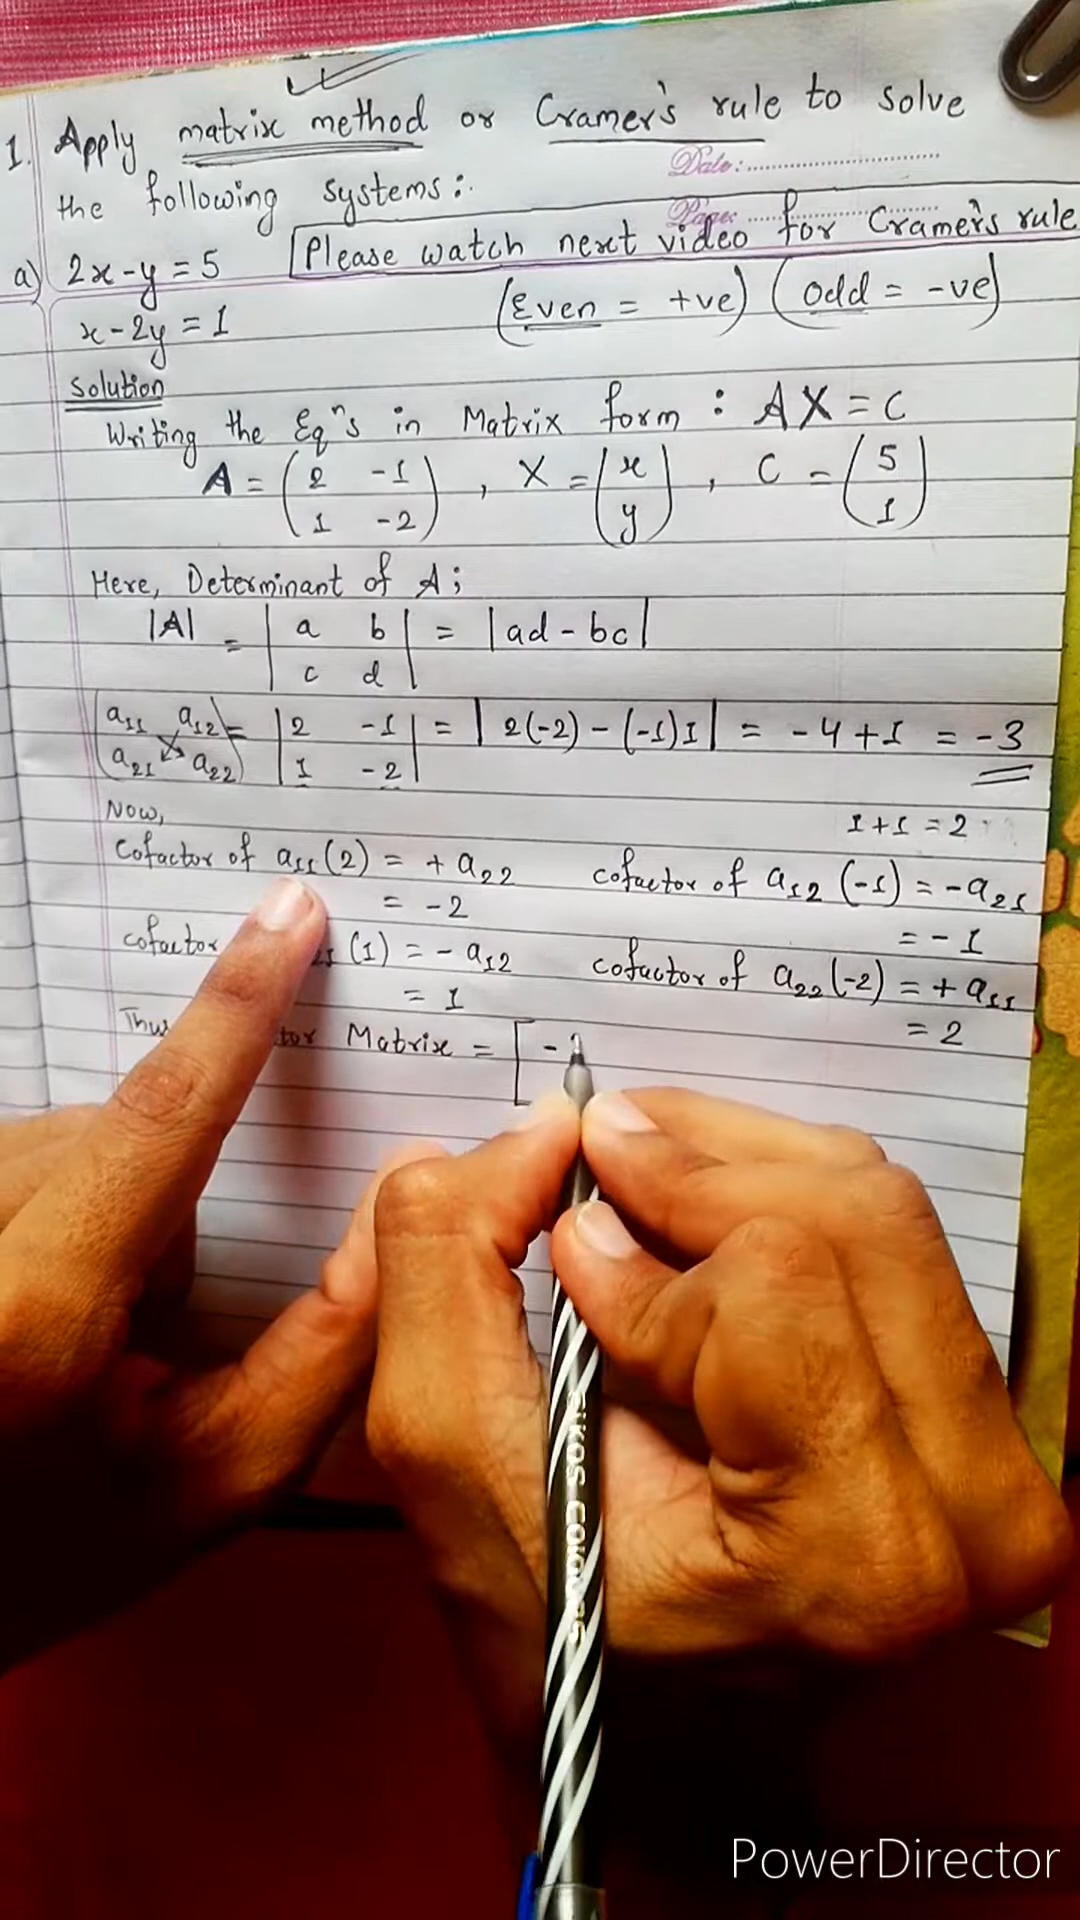 1. Apply matrix method or Cramer's rule to solve
Date:
the following systems:
Page:
Please watch next video for Cramer's rule
a) 2x-y = 5
(Even = +ve) (odd = -ve)
x-2y = 1
Solution
Writing the Eqⁿs in Matrix form : AX = C
A = (2 -1 , X = (x , C = (5
1 -2) y) 1)
Here, Determinant of A;
|A| = | a b | = |ad - bc|
c d
(a11 a12 = | 2 -1 | = | 2(-2) - (-1)1 | = -4+1 = -3
a21 a22) | 1 -2 |
Now,
1+1 = 2
Cofactor of a11 (2) = + a22 cofactor of a12 (-1) = - a21
= -2 = -1
cofactor (1) = - a12 cofactor of a22 (-2) = + a11
= 1 = 2
Matrix = [ -
SIKOS COLOURS
PowerDirector